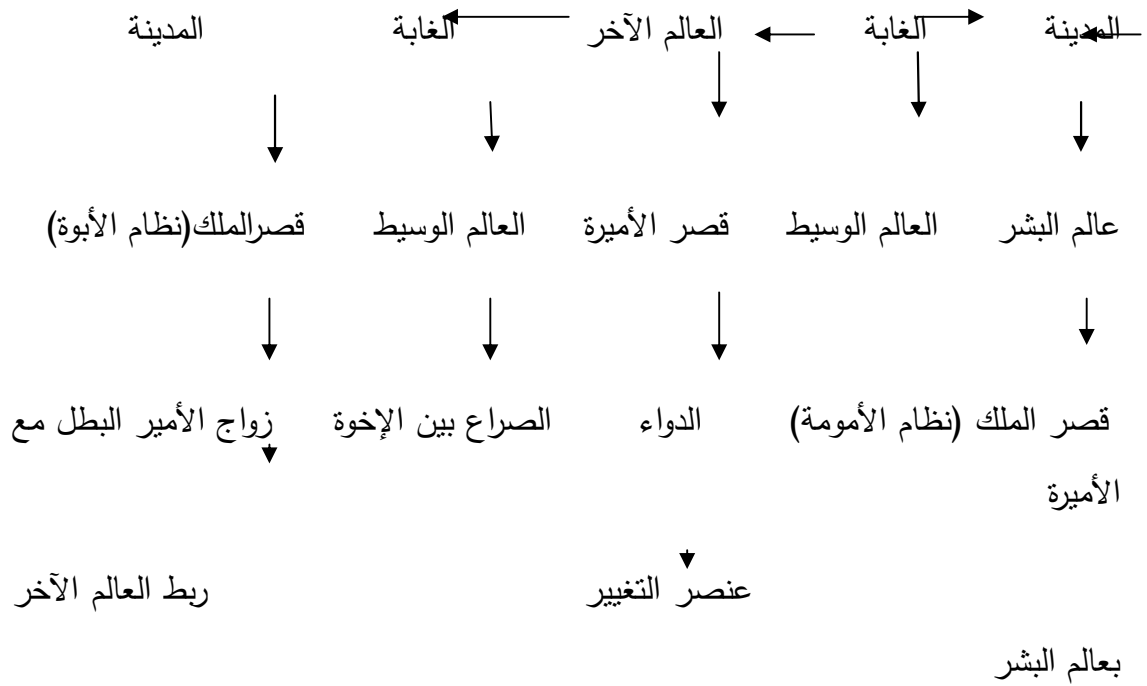 المدينة الغابة العالم الآخر الغابة المدينة
عالم البشر العالم الوسيط قصر الأميرة العالم الوسيط قصرالملك(نظام الأبوة)
قصر الملك (نظام الأمومة) الدواء الصراع بين الإخوة زواج الأمير البطل مع
الأميرة
عنصر التغيير ربط العالم الآخر
بعالم البشر